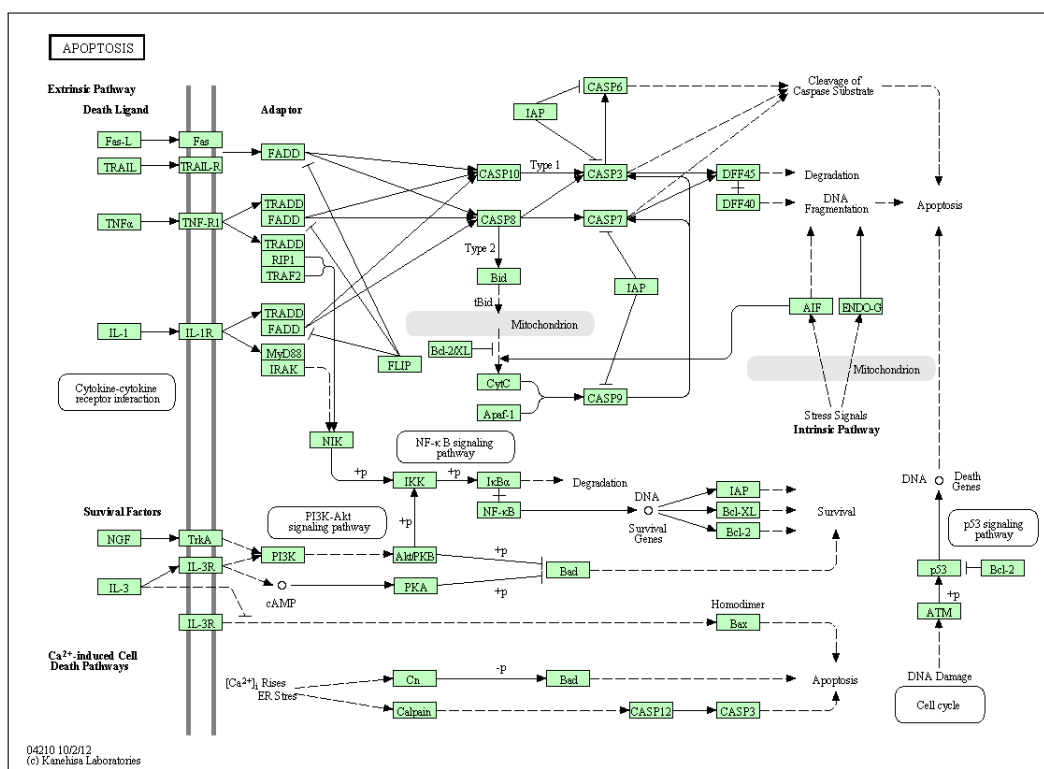 APOPTOSIS
Extrinsic Pathway
Death Ligand
Adaptor
Fas-L
Fas
TRAIL
TRAIL-R
FADD
TNFα
TNF-R1
TRADD
FADD
TRADD
RIP1
TRAF2
IL-1
IL-1R
TRADD
FADD
MyD88
IRAK
FLIP
Cytokine-cytokine
receptor inferaction
CASP6
IAP
Cleavage of
Caspase Substrate
CASP10
Type 1
CASP3
DFF45
Degradation
DFF40
DNA
Fragmentation
Apoptosis
CASP8
CASP7
Type 2
Bid
tBid
IAP
Mitochondrion
Bcl-2/XL
CytC
Apaf-1
CASP9
AIF
ENDO-G
Mitochondrion
Stress Signals
Intrinsic Pathway
NIK
NF-κB signaling
pathway
+p
IKK
+p
IκBα
Degradation
NF-κB
DNA
Survival
Genes
IAP
Bcl-XL
Bcl-2
Survival
DNA
Death
Genes
Survival Factors
PI3K-Akt
signaling pathway
+p
NGF
TrkA
PI3K
Akt/PKB
+p
IL-3R
IL-3
cAMP
PKA
+p
Bad
p53 signaling
pathway
p53
Bcl-2
+p
ATM
IL-3R
Homodimer
Bax
DNA Damage
Cell cycle
Ca2+-induced Cell
Death Pathways
[Ca2+]i Rises
ER Stres
Cn
-p
Bad
Apoptosis
Calpain
CASP12
CASP3
04210 10/2/12
(c) Kanehisa Laboratories